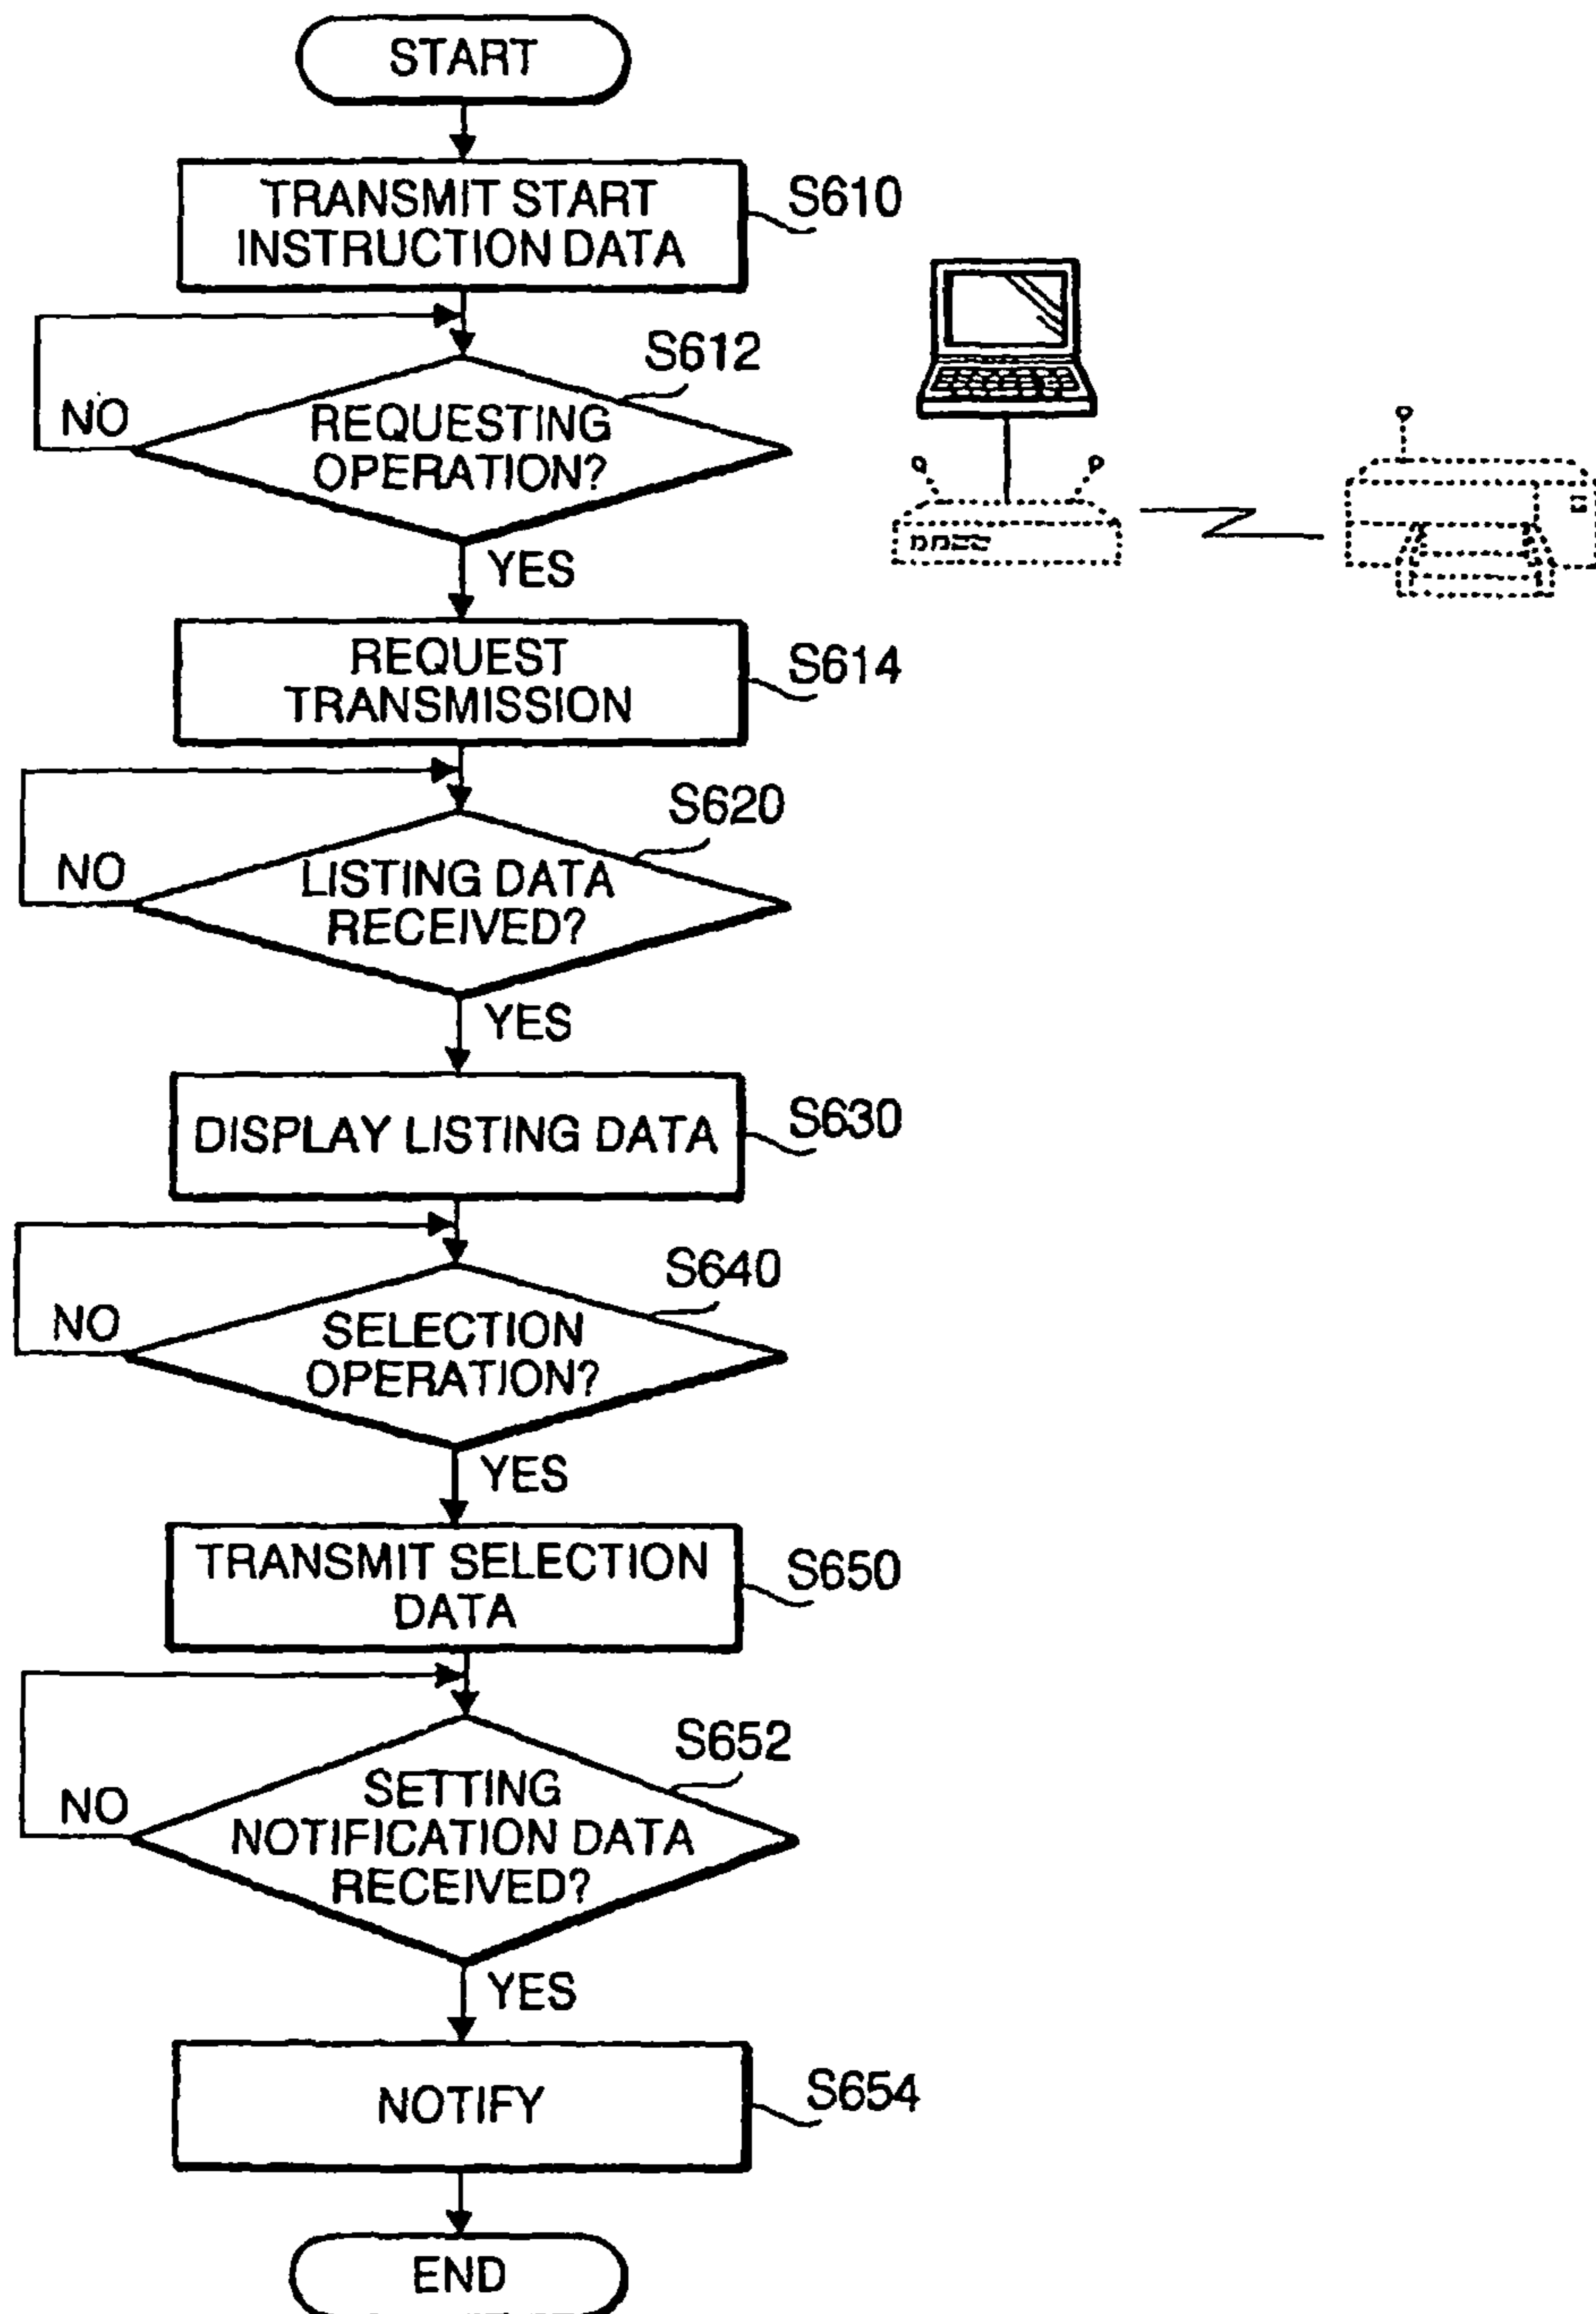 START
TRANSMIT START
INSTRUCTION DATA
S610
S612
NO
REQUESTING
OPERATION?
YES
REQUEST
TRANSMISSION
S614
S620
NO
LISTING DATA
RECEIVED?
YES
DISPLAY LISTING DATA
S630
S640
NO
SELECTION
OPERATION?
YES
TRANSMIT SELECTION
DATA
S650
S652
NO
SETTING
NOTIFICATION DATA
RECEIVED?
YES
NOTIFY
S654
END